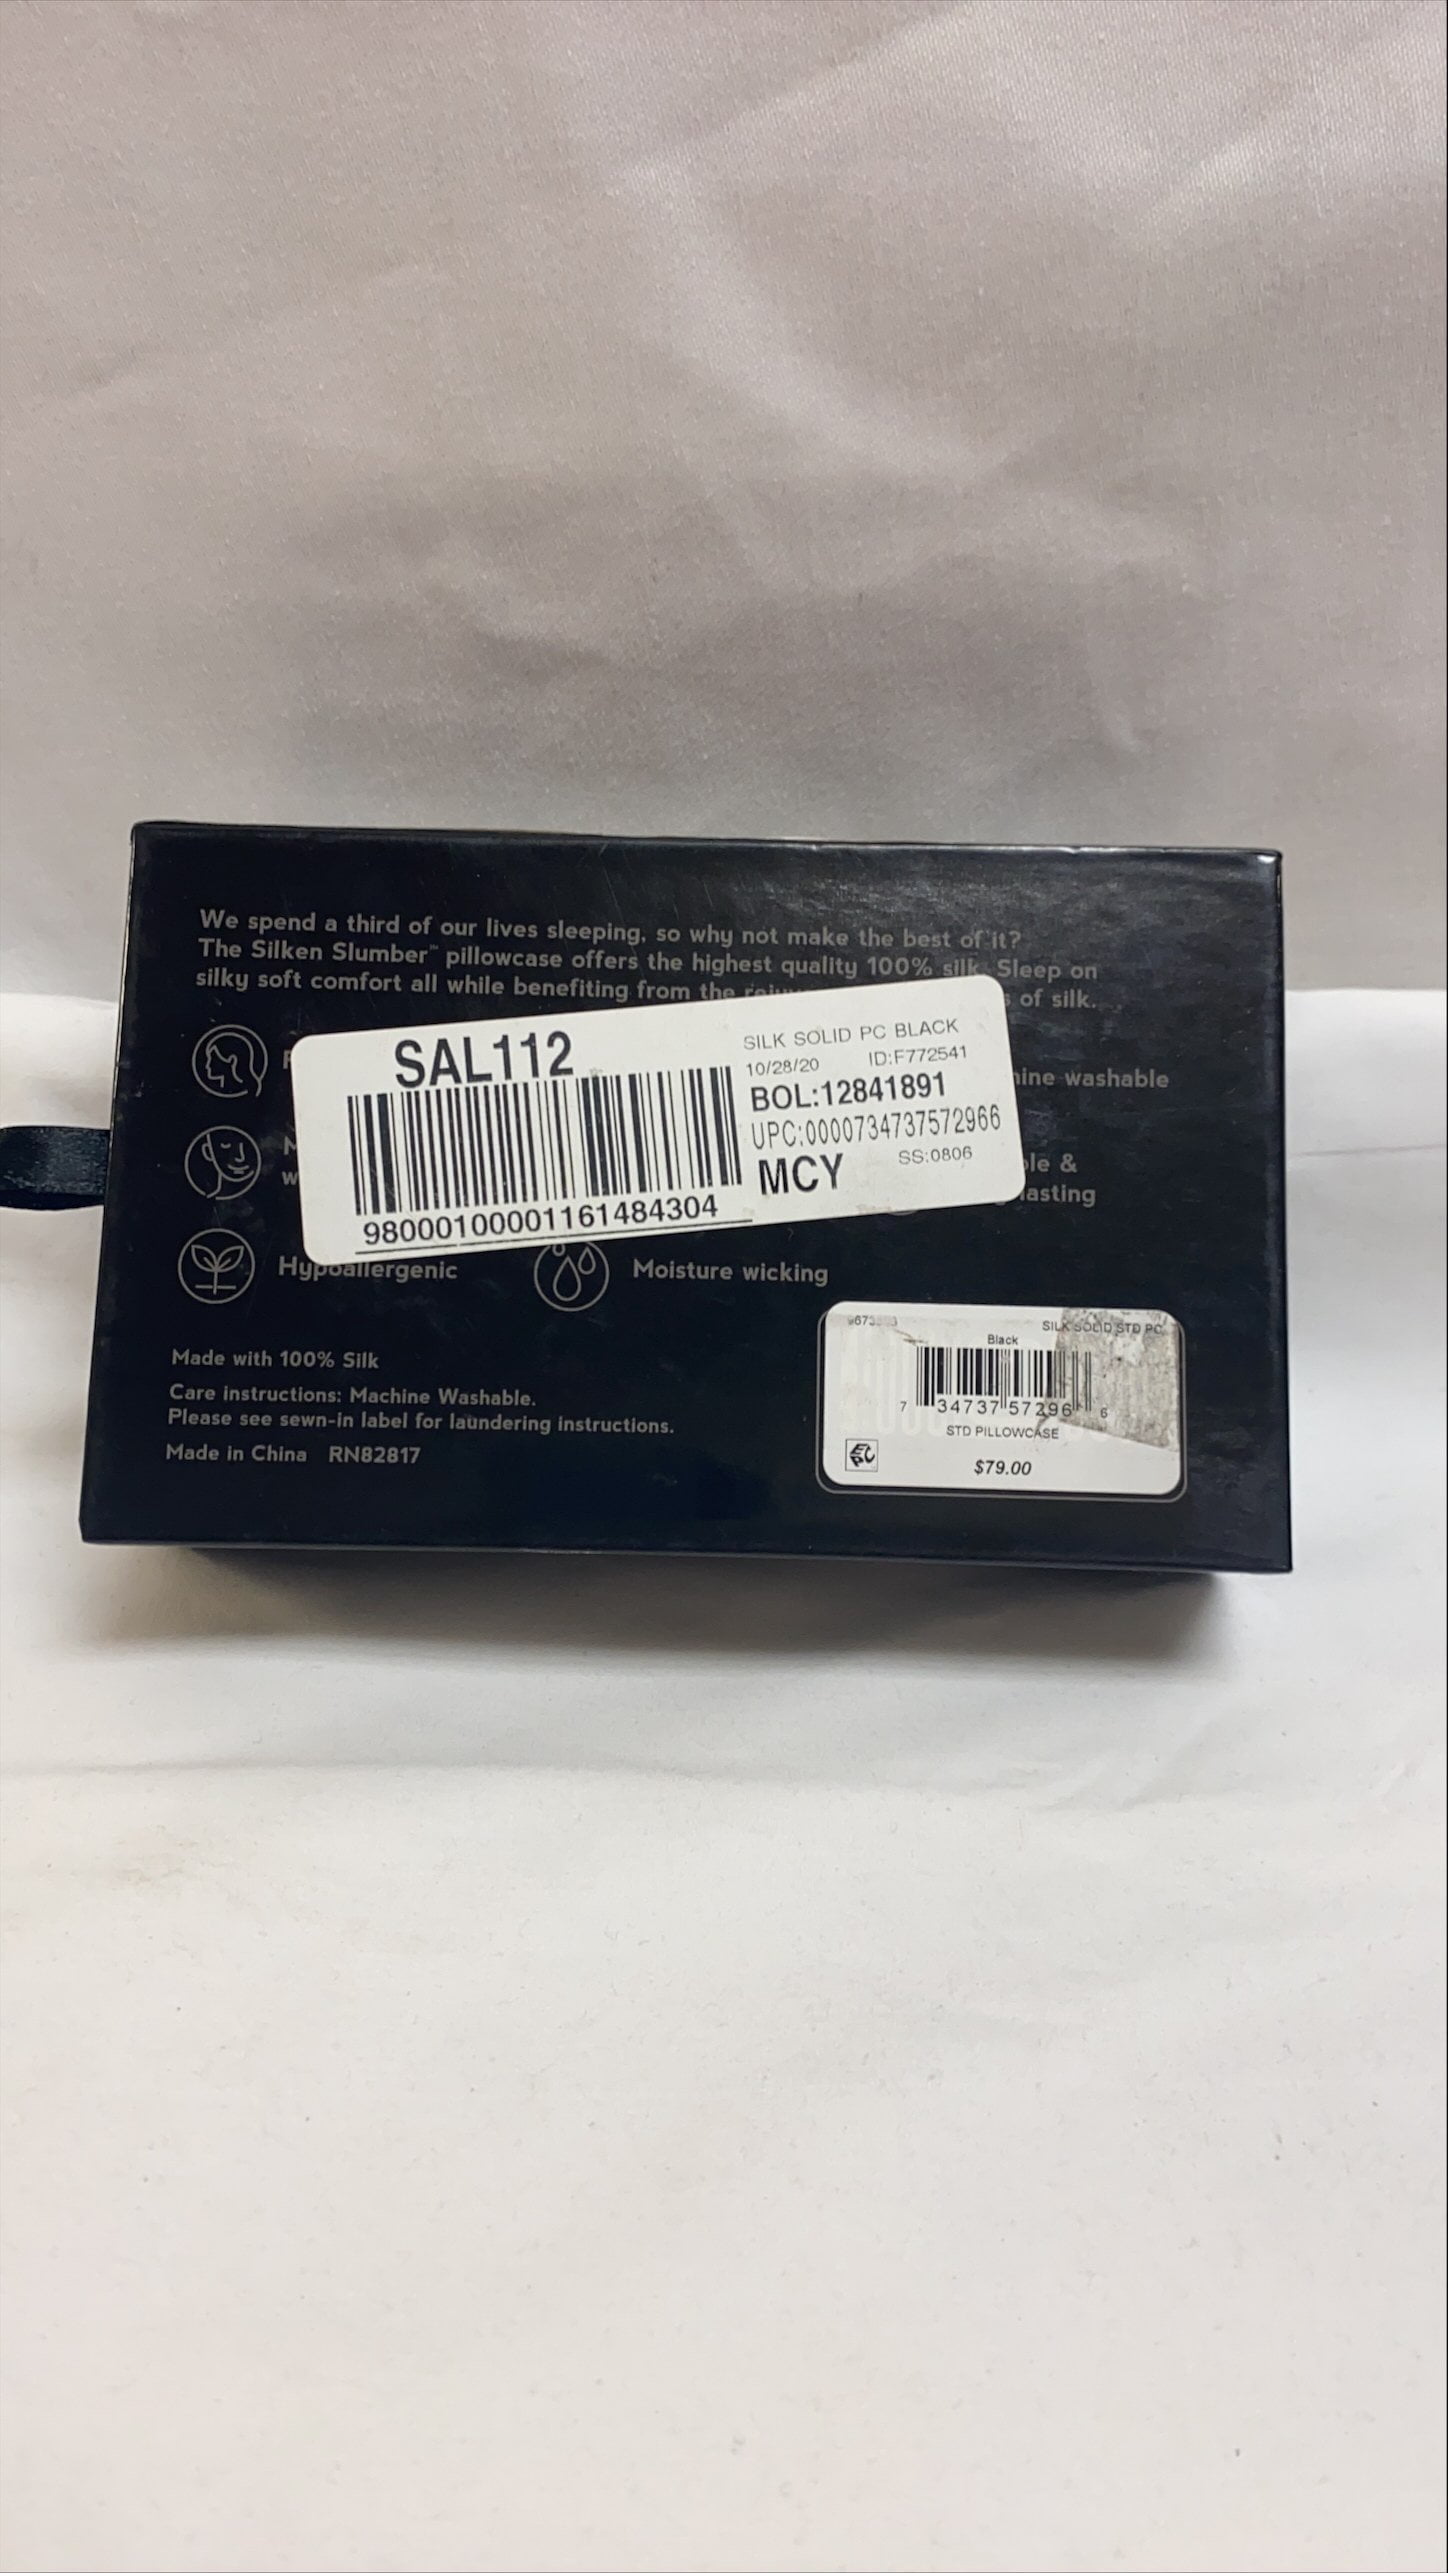 We spend a third of our lives sleeping, so why not make the best of it?
The Silken Slumber™ pillowcase offers the highest quality 100% silk. Sleep on
silky soft comfort all while benefiting from the of silk.
SAL112
98000100001161484304
SILK SOLID PC BLACK
10/28/20 ID:F772541
BOL:12841891
UPC:0000734737572966
MCY SS:0806
washable
&
Hypoallergenic
Moisture wicking
Made with 100% Silk
Care instructions: Machine Washable.
Please see sewn-in label for laundering instructions.
Made in China RN82817
SILK SOLID STD PC
Black
7 34737 57296 6
STD PILLOWCASE
$79.00